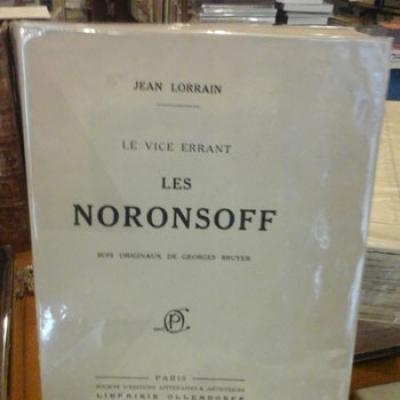 JEAN LORRAIN
LE VICE ERRANT
LES
NORONSOFF
BOIS ORIGINAUX DE GEORGES BRUYER
PARIS
SOCIÉTÉ D'ÉDITIONS LITTÉRAIRES & ARTISTIQUES
LIBRAIRIE OLLENDORFF